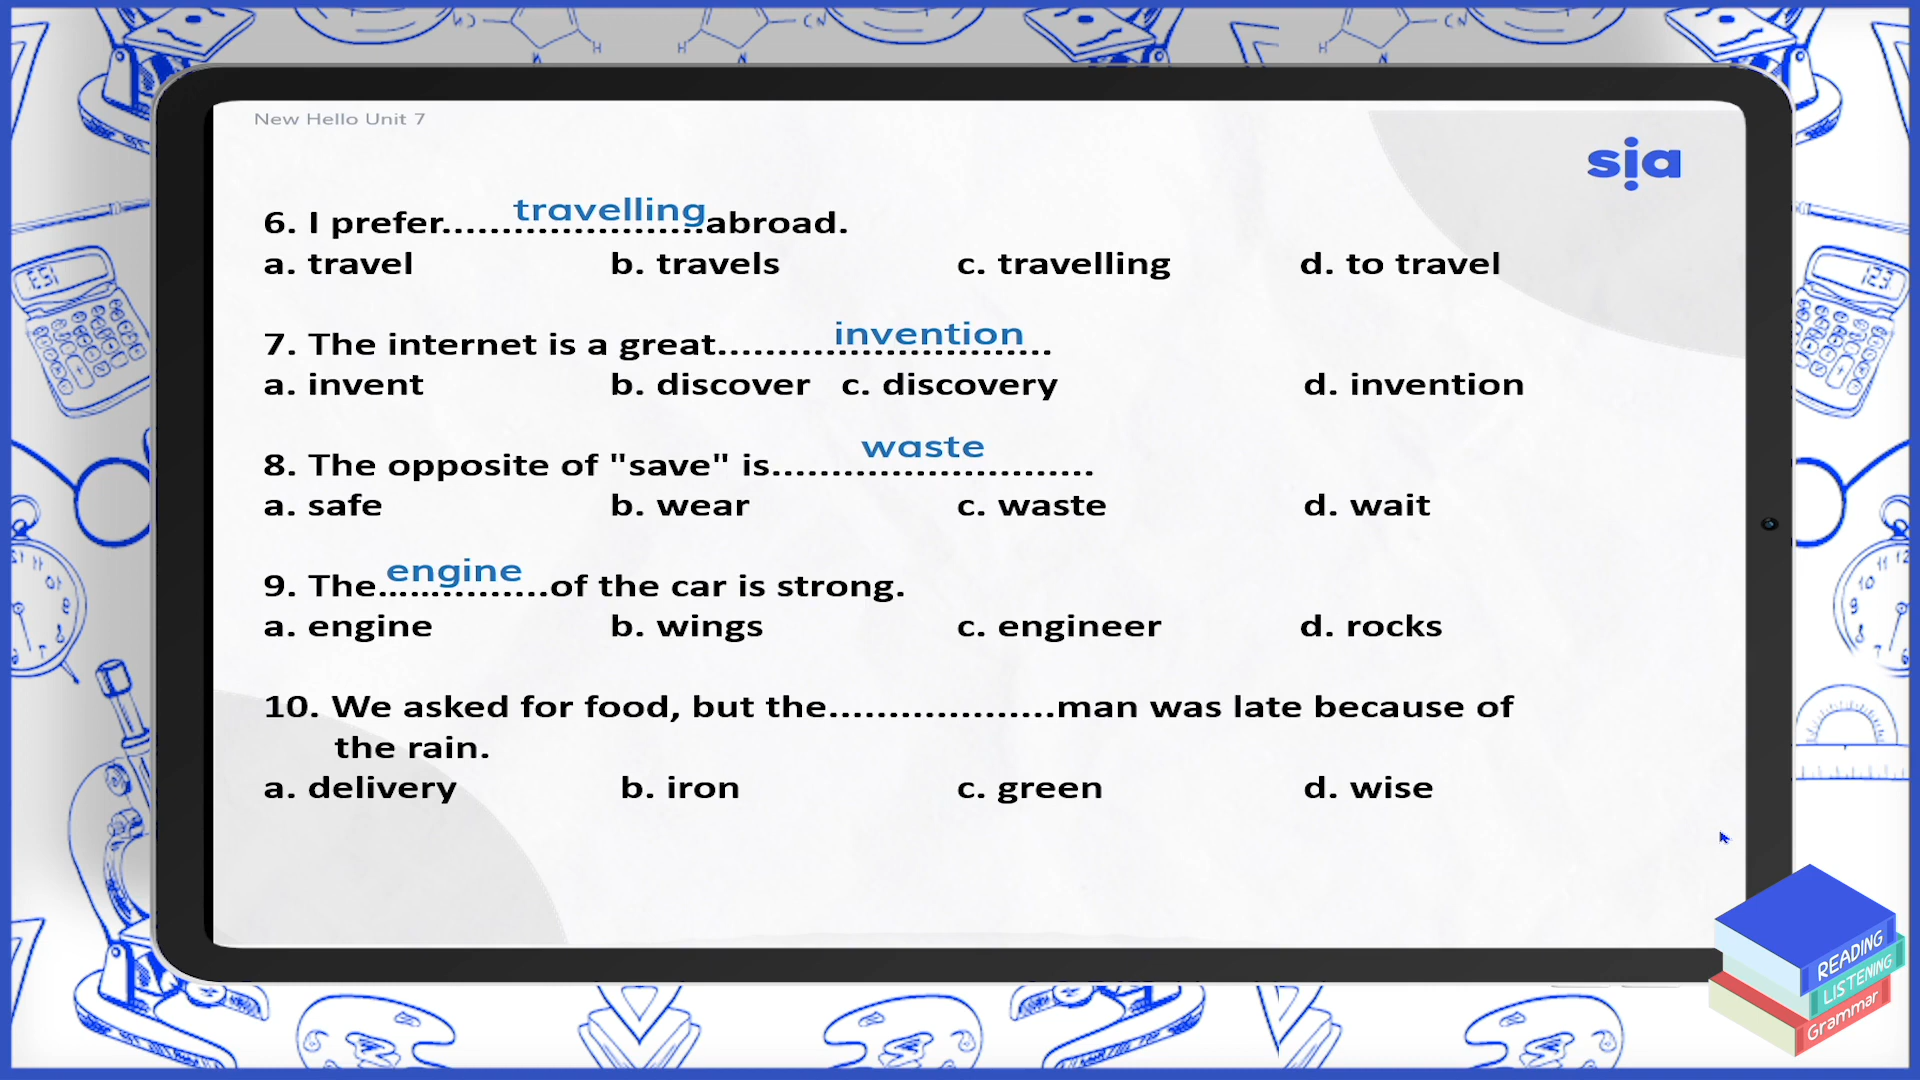 New Hello Unit 7
sia
6. I prefer......................abroad.
travelling
a. travel b. travels c. travelling d. to travel
7. The internet is a great............................
invention
a. invent b. discover c. discovery d. invention
8. The opposite of "save" is...........................
waste
a. safe b. wear c. waste d. wait
9. The...............of the car is strong.
engine
a. engine b. wings c. engineer d. rocks
10. We asked for food, but the...................man was late because of
the rain.
a. delivery b. iron c. green d. wise
READING
LISTENING
Grammar